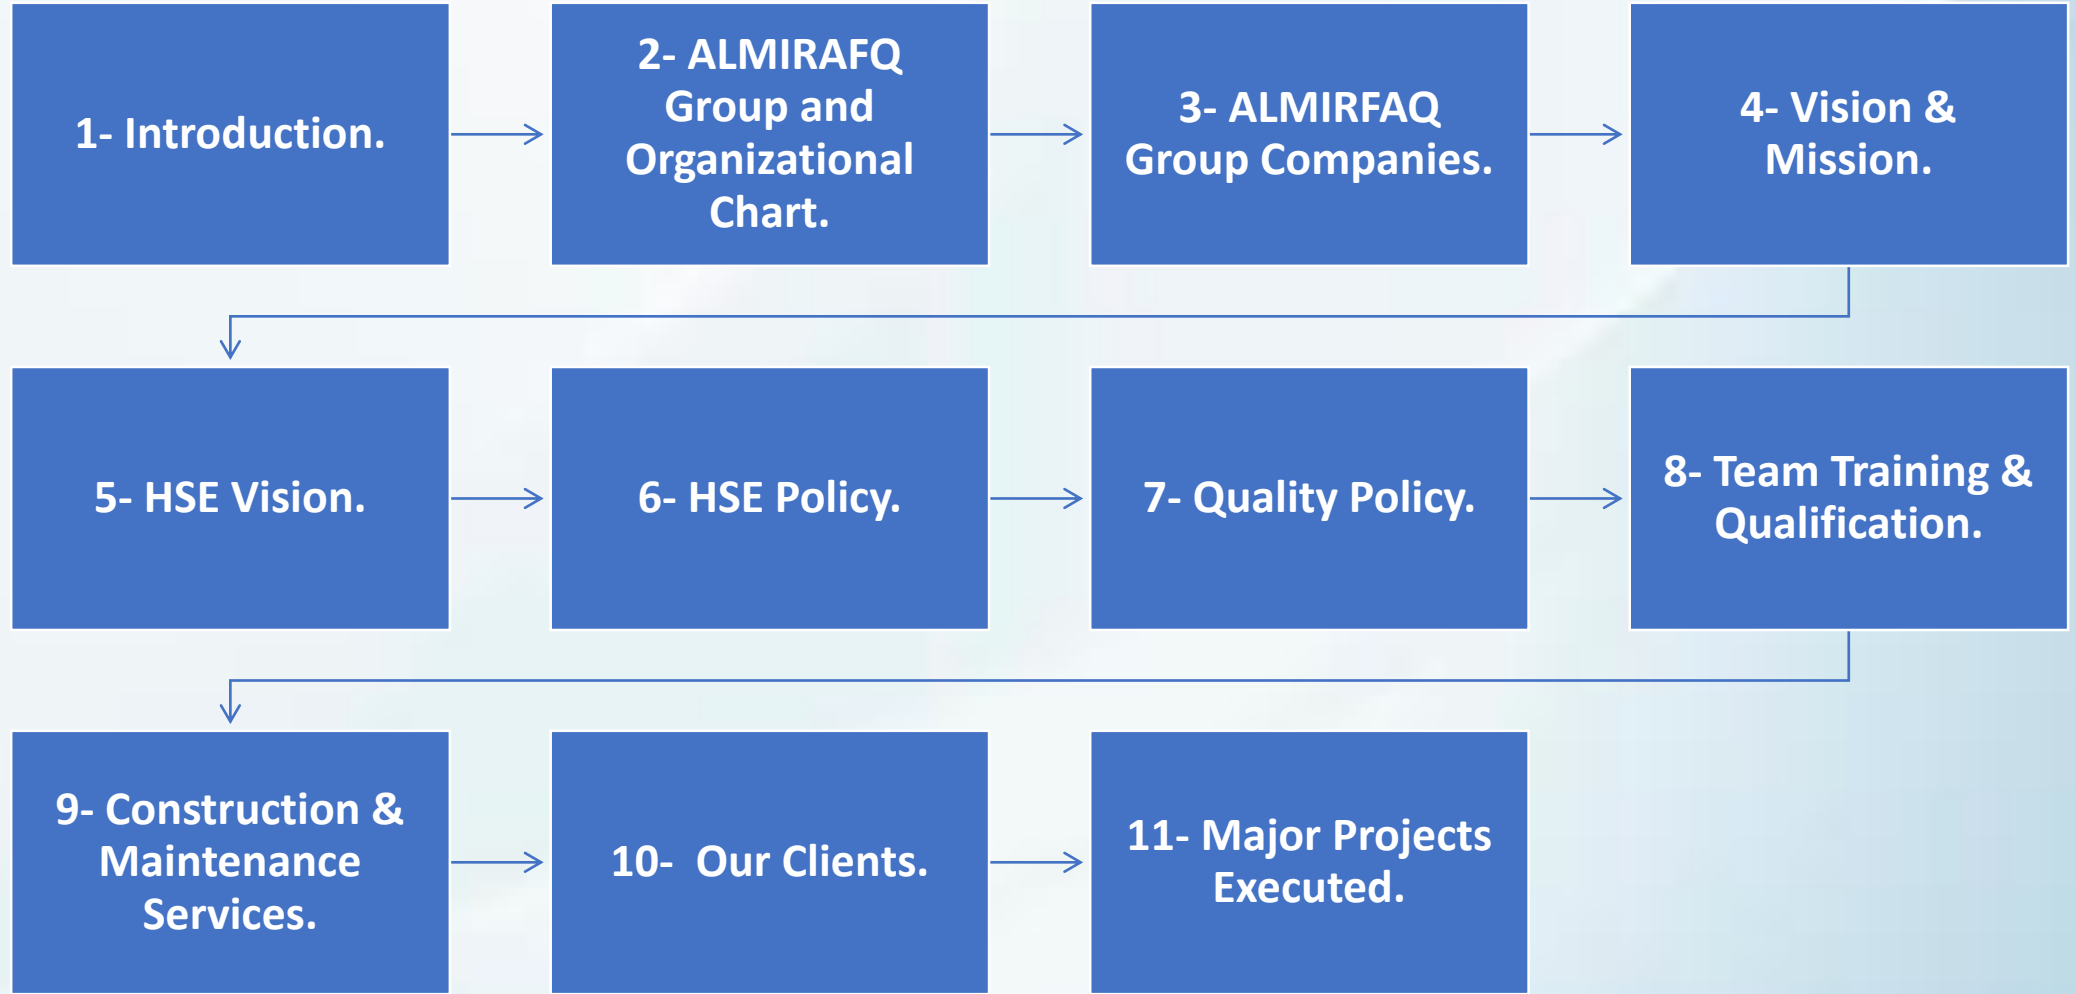 1- Introduction.
2- ALMIRAFQ
Group and
Organizational
Chart.
3- ALMIRFAQ
Group Companies.
4- Vision &
Mission.
5- HSE Vision.
6- HSE Policy.
7- Quality Policy.
8- Team Training &
Qualification.
9- Construction &
Maintenance
Services.
10-  Our Clients.
11- Major Projects
Executed.